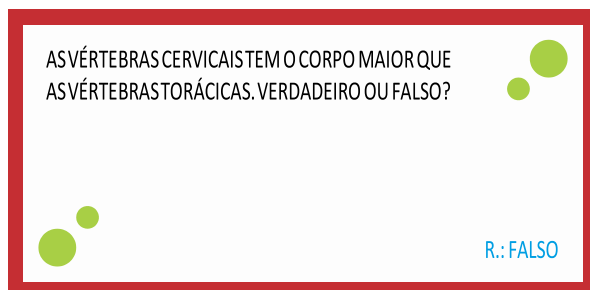 AS VÉRTEBRAS CERVICAIS TEM O CORPO MAIOR QUE
AS VÉRTEBRAS TORÁCICAS. VERDADEIRO OU FALSO?
R.: FALSO